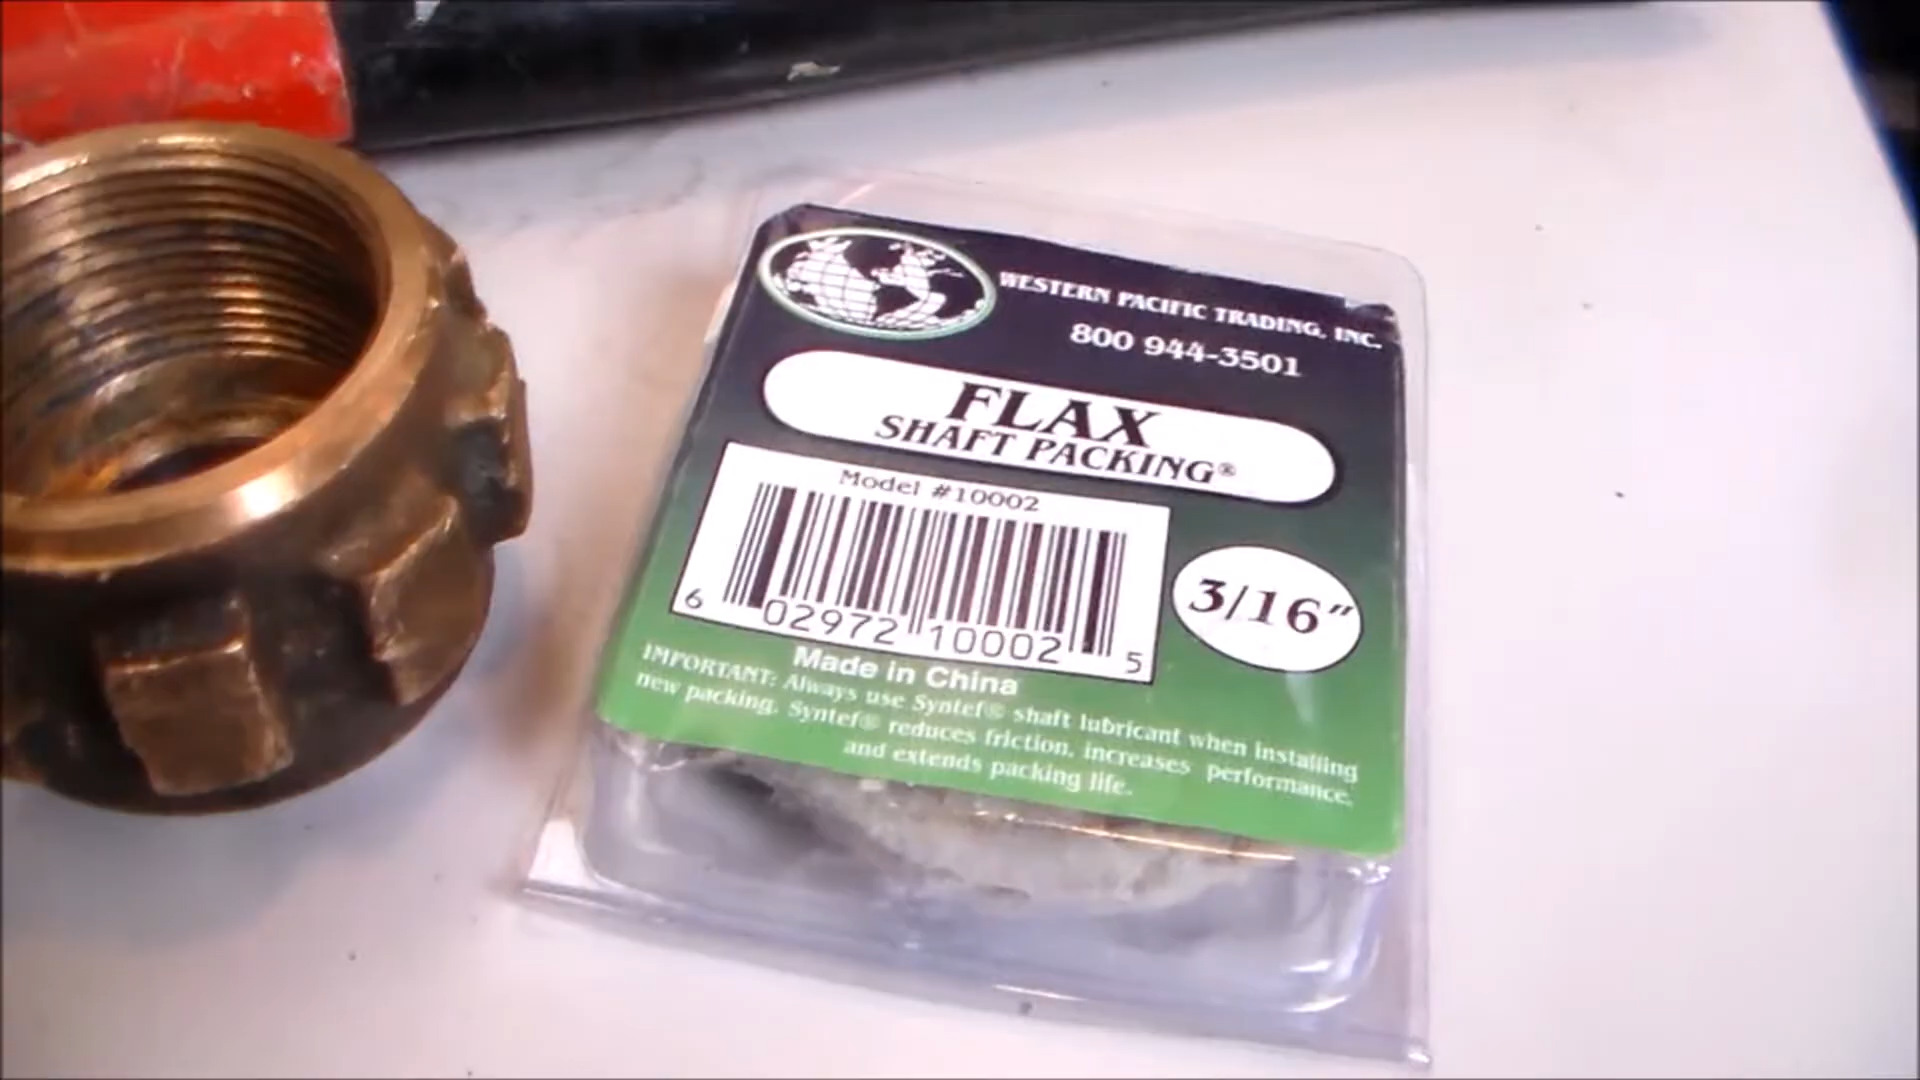 WESTERN PACIFIC TRADING, INC.
800 944-3501
FLAX
SHAFT PACKING®
Model #10002
6 02972 10002 5
3/16"
Made in China
IMPORTANT: Always use Syntef® shaft lubricant when installing
new packing. Syntef® reduces friction, increases performance,
and extends packing life.